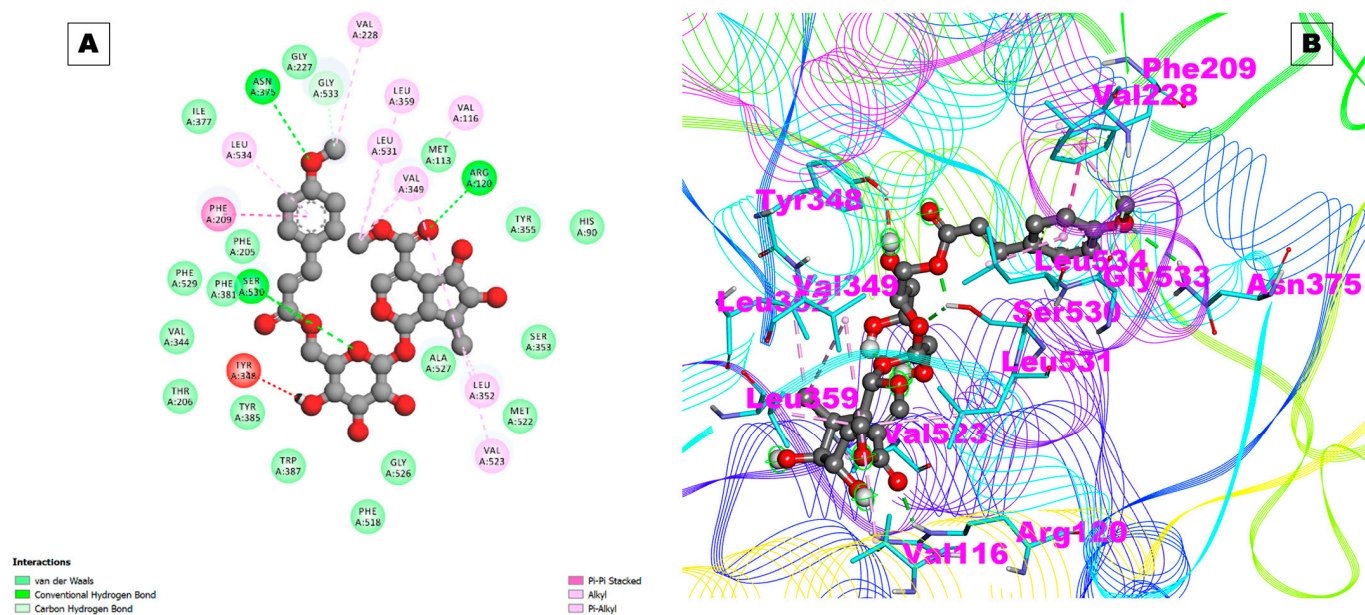 A
VAL
A:228
GLY
A:227
ASN
A:375
GLY
A:533
LEU
A:359
VAL
A:116
ILE
A:377
LEU
A:534
LEU
A:531
MET
A:113
ARG
A:120
VAL
A:349
PHE
A:209
TYR
A:355
HIS
A:90
PHE
A:205
PHE
A:529
PHE
A:381
SER
A:530
VAL
A:344
SER
A:353
ALA
A:527
TYR
A:348
LEU
A:352
THR
A:206
TYR
A:385
MET
A:522
VAL
A:523
TRP
A:387
GLY
A:526
PHE
A:518
Interactions
van der Waals
Conventional Hydrogen Bond
Carbon Hydrogen Bond
Pi-Pi Stacked
Alkyl
Pi-Alkyl
B
Phe209
Val228
Tyr348
Leu534
Gly533
Asn375
Val349
Leu352
Ser530
Leu531
Leu359
Val523
Arg120
Val116